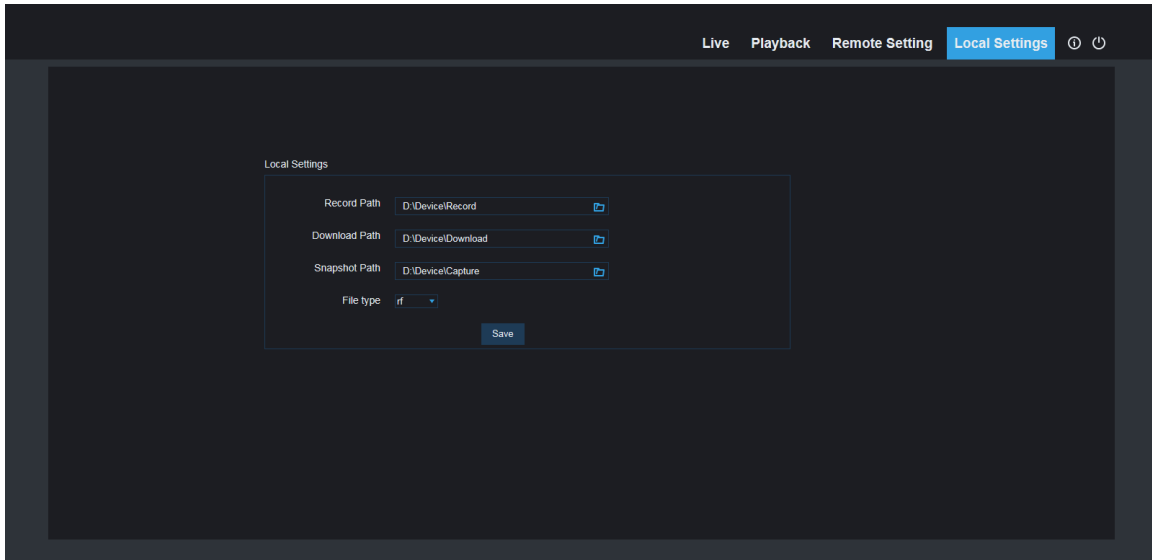 Live Playback Remote Setting Local Settings
Local Settings
Record Path D:\Device\Record
Download Path D:\Device\Download
Snapshot Path D:\Device\Capture
File type rf
Save